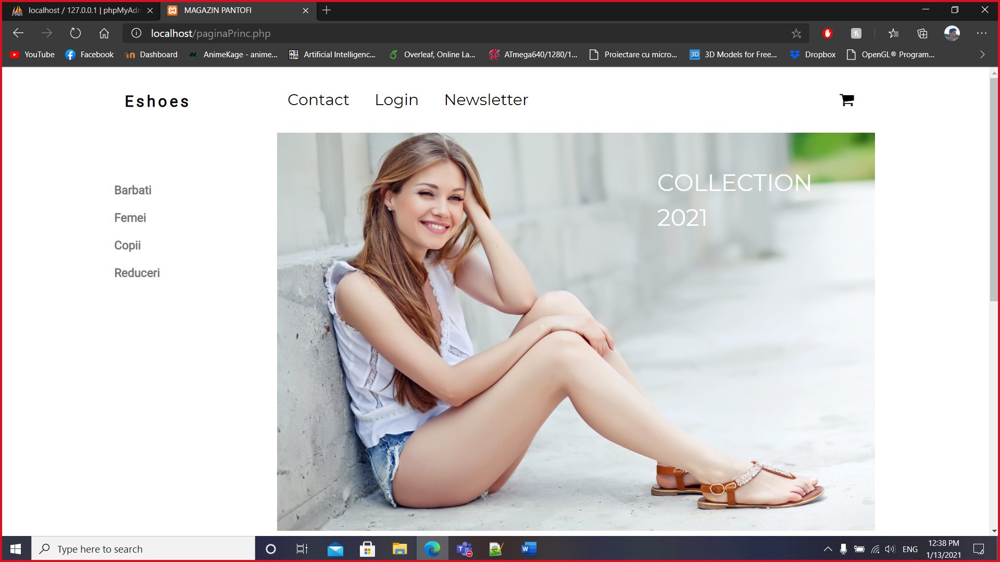 localhost / 127.0.0.1 | phpMyAdn
MAGAZIN PANTOFI
localhost/paginaPrinc.php
YouTube
Facebook
Dashboard
AnimeKage - anime...
Artificial Intelligenc...
Overleaf, Online La...
ATmega640/1280/1...
Proiectare cu micro...
3D Models for Free...
Dropbox
OpenGL® Program...
Eshoes
Contact
Login
Newsletter
Barbati
Femei
Copii
Reduceri
COLLECTION
2021
Type here to search
ENG
12:38 PM
1/13/2021